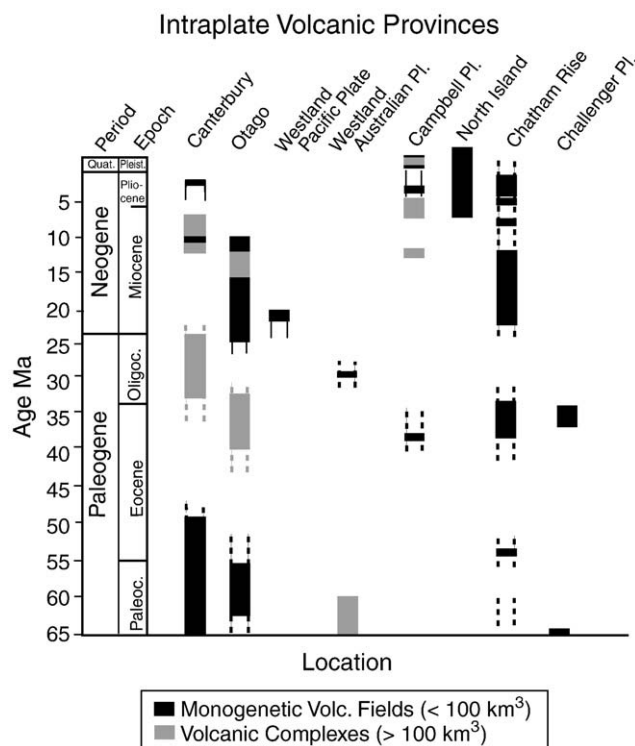 Intraplate Volcanic Provinces
Period
Epoch
Canterbury
Otago
Westland
Pacific Plate
Westland
Australian Pl.
Campbell Pl.
North Island
Chatham Rise
Challenger Pl.
Quat.
Pleist.
Plio-
cene
Neogene
Miocene
Oligoc.
Paleogene
Eocene
Paleoc.
Age Ma
5
10
15
20
25
30
35
40
45
50
55
60
65
Location
Monogenetic Volc. Fields (< 100 km³)
Volcanic Complexes (> 100 km³)